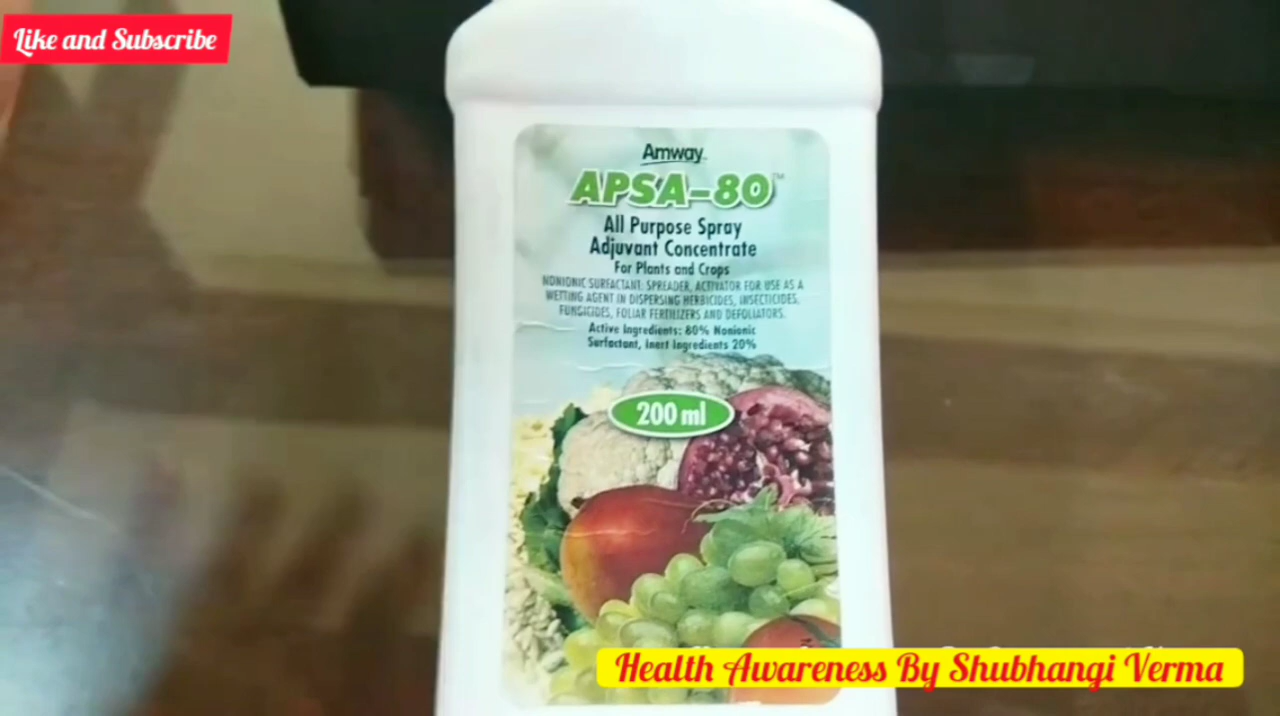 Like and Subscribe
Amway
APSA-80™
All Purpose Spray
Adjuvant Concentrate
For Plants and Crops
NONIONIC SURFACTANT: SPREADER, ACTIVATOR FOR USE AS A
WETTING AGENT IN DISPERSING HERBICIDES, INSECTICIDES,
FUNGICIDES, FOLIAR FERTILIZERS AND DEFOLIATORS.
Active Ingredients: 80% Nonionic
Surfactant, Inert Ingredients 20%
200 ml
Health Awareness By Shubhangi Verma